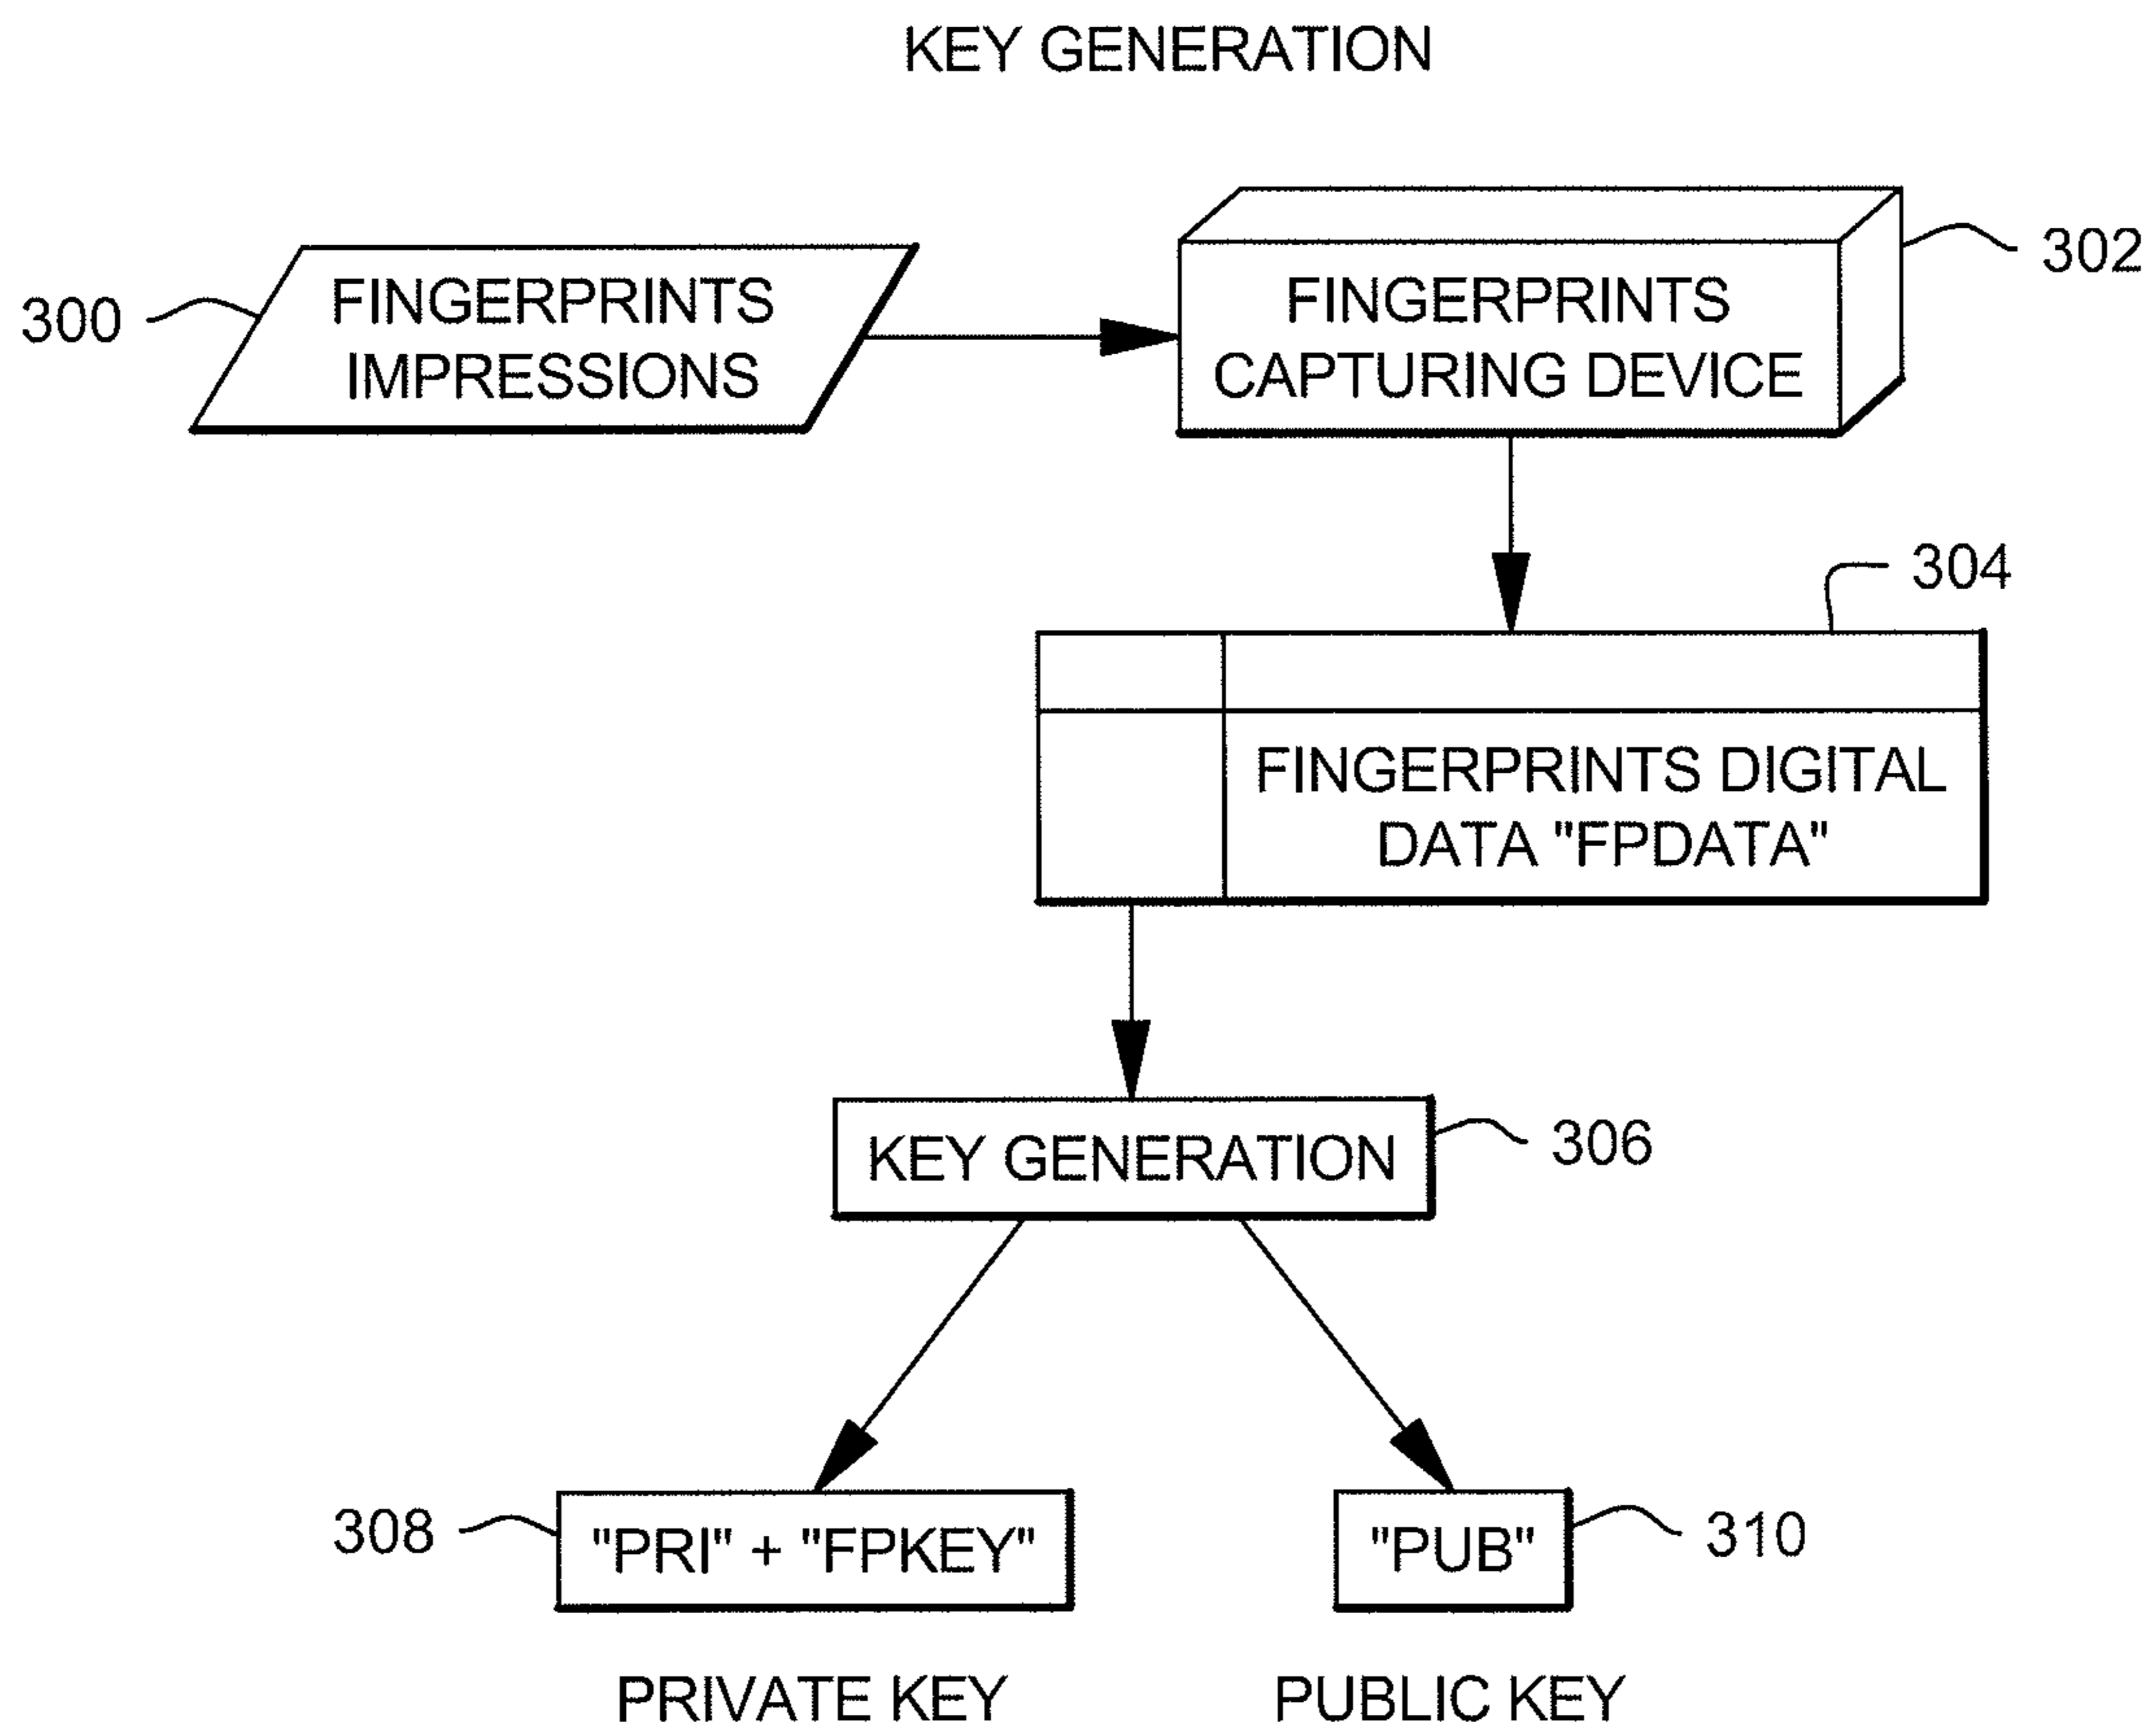 KEY GENERATION
300
FINGERPRINTS
IMPRESSIONS
FINGERPRINTS
CAPTURING DEVICE
302
304
FINGERPRINTS DIGITAL
DATA "FPDATA"
KEY GENERATION
306
308
"PRI" + "FPKEY"
"PUB"
310
PRIVATE KEY
PUBLIC KEY